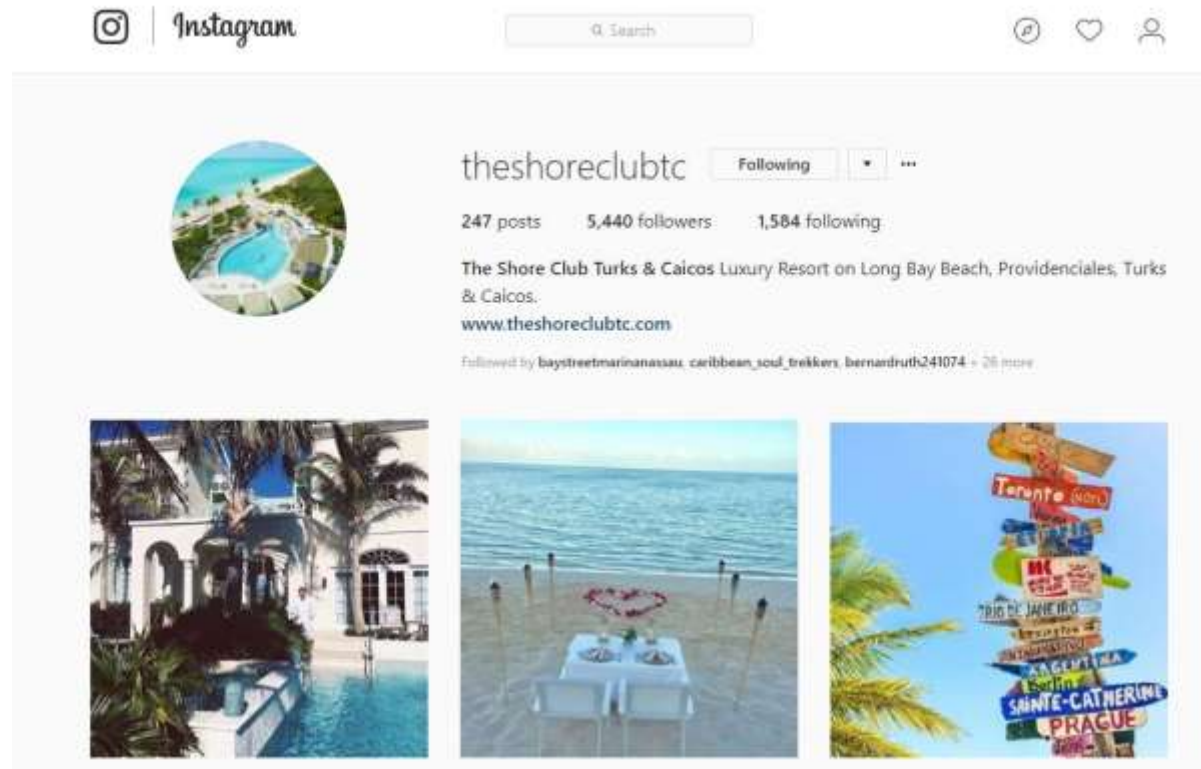 Instagram
Search
theshoreclubtc Following ...
247 posts 5,440 followers 1,584 following
The Shore Club Turks & Caicos Luxury Resort on Long Bay Beach, Providenciales, Turks
& Caicos.
www.theshoreclubtc.com
Followed by baystreetmarinanassau, caribbean_soul_trekkers, bernardruth241074 + 26 more
Toronto
RIO DE JANEIRO
Lexington
ARGENTINA
Berlin
SAINTE-CATHERINE
PRAGUE